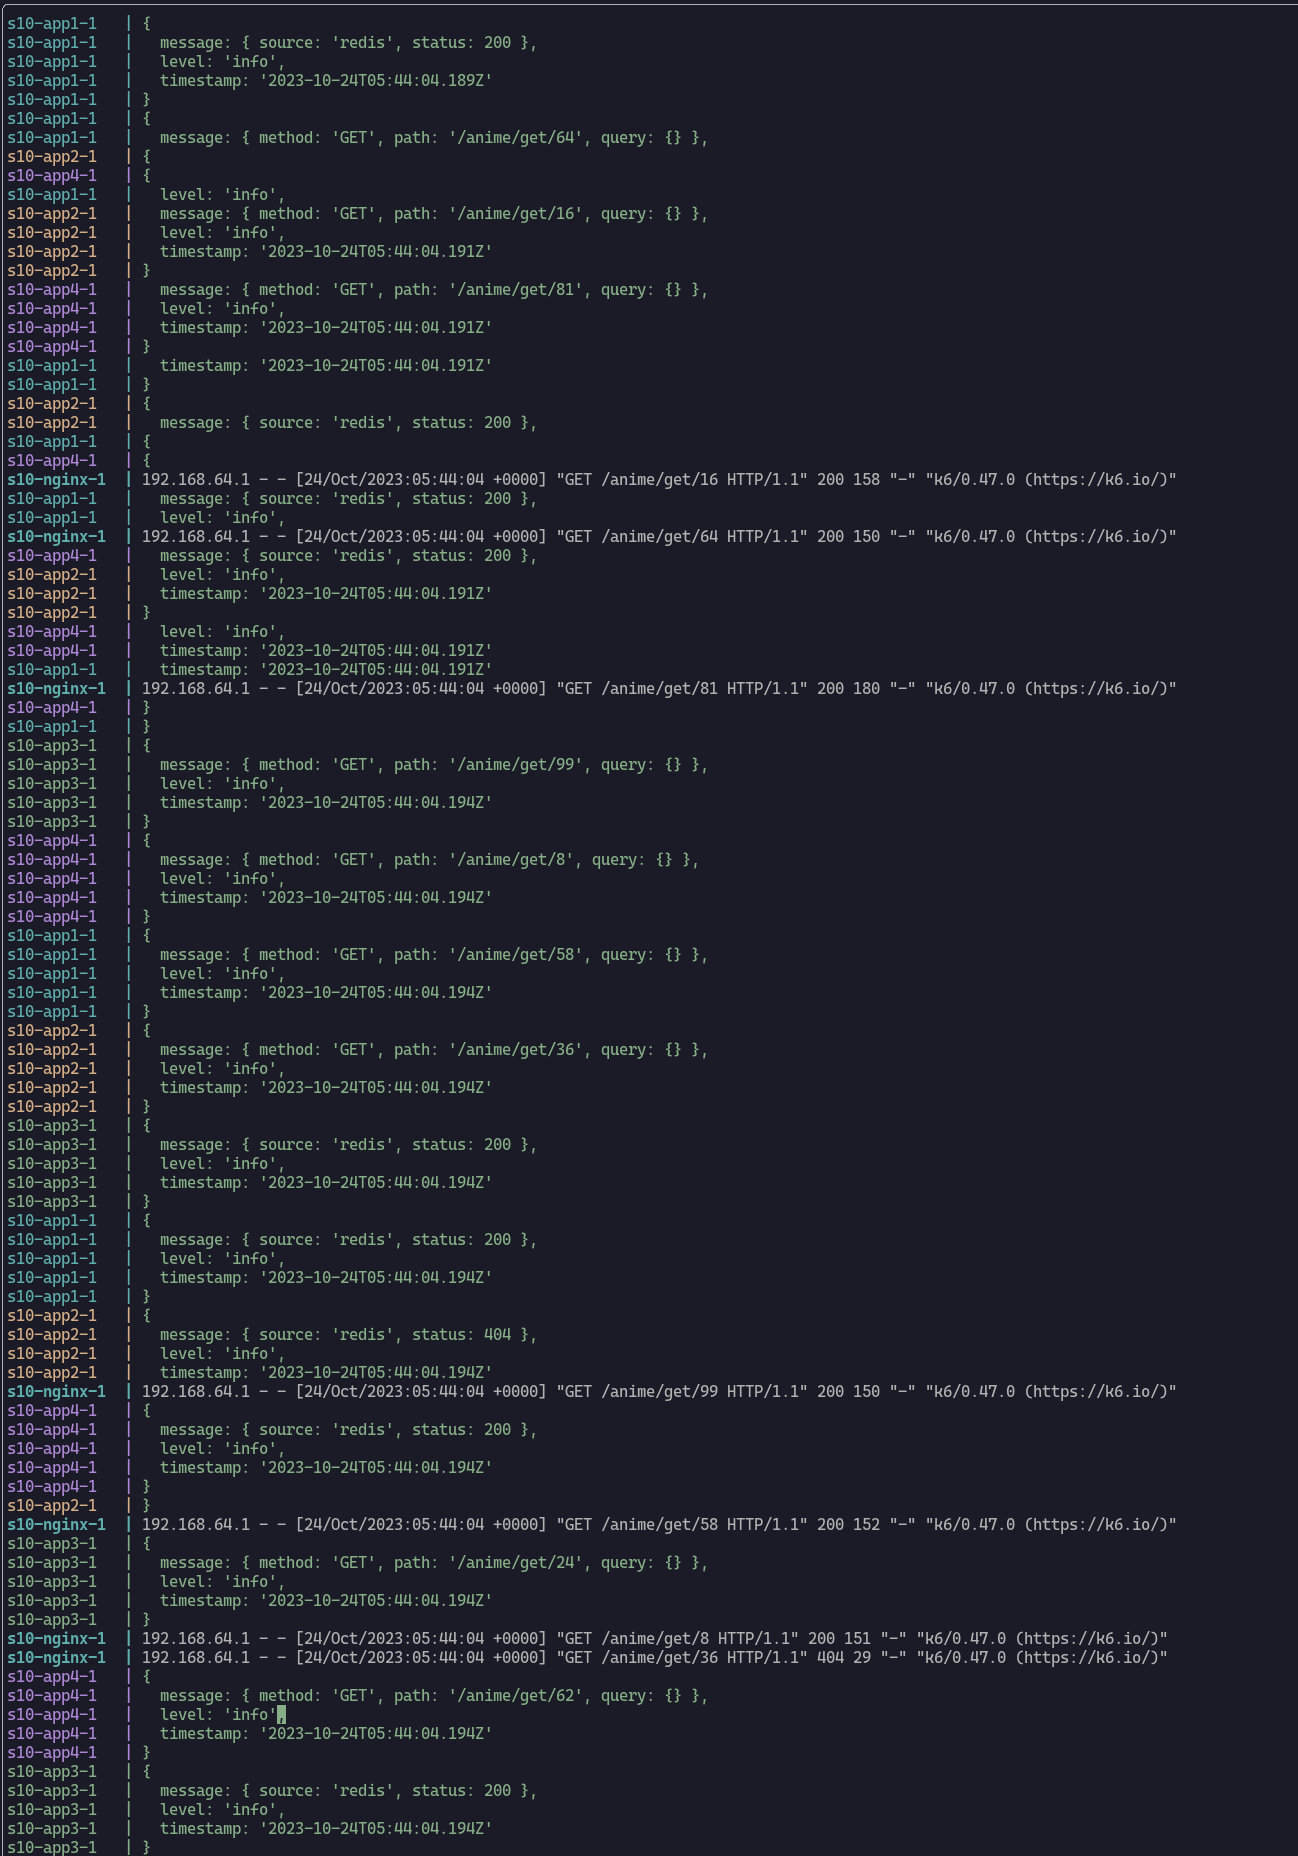 s10-app1-1   | {
s10-app1-1   |   message: { source: 'redis', status: 200 },
s10-app1-1   |   level: 'info',
s10-app1-1   |   timestamp: '2023-10-24T05:44:04.189Z'
s10-app1-1   | }
s10-app1-1   | {
s10-app1-1   |   message: { method: 'GET', path: '/anime/get/64', query: {} },
s10-app2-1   | {
s10-app4-1   | {
s10-app1-1   |   level: 'info',
s10-app2-1   |   message: { method: 'GET', path: '/anime/get/16', query: {} },
s10-app2-1   |   level: 'info',
s10-app2-1   |   timestamp: '2023-10-24T05:44:04.191Z'
s10-app2-1   | }
s10-app4-1   |   message: { method: 'GET', path: '/anime/get/81', query: {} },
s10-app4-1   |   level: 'info',
s10-app4-1   |   timestamp: '2023-10-24T05:44:04.191Z'
s10-app4-1   | }
s10-app1-1   |   timestamp: '2023-10-24T05:44:04.191Z'
s10-app1-1   | }
s10-app2-1   | {
s10-app2-1   |   message: { source: 'redis', status: 200 },
s10-app1-1   | {
s10-app4-1   | {
s10-nginx-1  | 192.168.64.1 - - [24/Oct/2023:05:44:04 +0000] "GET /anime/get/16 HTTP/1.1" 200 158 "-" "k6/0.47.0 (https://k6.io/)"
s10-app1-1   |   message: { source: 'redis', status: 200 },
s10-app1-1   |   level: 'info',
s10-nginx-1  | 192.168.64.1 - - [24/Oct/2023:05:44:04 +0000] "GET /anime/get/64 HTTP/1.1" 200 150 "-" "k6/0.47.0 (https://k6.io/)"
s10-app4-1   |   message: { source: 'redis', status: 200 },
s10-app2-1   |   level: 'info',
s10-app2-1   |   timestamp: '2023-10-24T05:44:04.191Z'
s10-app2-1   | }
s10-app4-1   |   level: 'info',
s10-app4-1   |   timestamp: '2023-10-24T05:44:04.191Z'
s10-app1-1   |   timestamp: '2023-10-24T05:44:04.191Z'
s10-nginx-1  | 192.168.64.1 - - [24/Oct/2023:05:44:04 +0000] "GET /anime/get/81 HTTP/1.1" 200 180 "-" "k6/0.47.0 (https://k6.io/)"
s10-app4-1   | }
s10-app1-1   | }
s10-app3-1   | {
s10-app3-1   |   message: { method: 'GET', path: '/anime/get/99', query: {} },
s10-app3-1   |   level: 'info',
s10-app3-1   |   timestamp: '2023-10-24T05:44:04.194Z'
s10-app3-1   | }
s10-app4-1   | {
s10-app4-1   |   message: { method: 'GET', path: '/anime/get/8', query: {} },
s10-app4-1   |   level: 'info',
s10-app4-1   |   timestamp: '2023-10-24T05:44:04.194Z'
s10-app4-1   | }
s10-app1-1   | {
s10-app1-1   |   message: { method: 'GET', path: '/anime/get/58', query: {} },
s10-app1-1   |   level: 'info',
s10-app1-1   |   timestamp: '2023-10-24T05:44:04.194Z'
s10-app1-1   | }
s10-app2-1   | {
s10-app2-1   |   message: { method: 'GET', path: '/anime/get/36', query: {} },
s10-app2-1   |   level: 'info',
s10-app2-1   |   timestamp: '2023-10-24T05:44:04.194Z'
s10-app2-1   | }
s10-app3-1   | {
s10-app3-1   |   message: { source: 'redis', status: 200 },
s10-app3-1   |   level: 'info',
s10-app3-1   |   timestamp: '2023-10-24T05:44:04.194Z'
s10-app3-1   | }
s10-app1-1   | {
s10-app1-1   |   message: { source: 'redis', status: 200 },
s10-app1-1   |   level: 'info',
s10-app1-1   |   timestamp: '2023-10-24T05:44:04.194Z'
s10-app1-1   | }
s10-app2-1   | {
s10-app2-1   |   message: { source: 'redis', status: 404 },
s10-app2-1   |   level: 'info',
s10-app2-1   |   timestamp: '2023-10-24T05:44:04.194Z'
s10-nginx-1  | 192.168.64.1 - - [24/Oct/2023:05:44:04 +0000] "GET /anime/get/99 HTTP/1.1" 200 150 "-" "k6/0.47.0 (https://k6.io/)"
s10-app4-1   | {
s10-app4-1   |   message: { source: 'redis', status: 200 },
s10-app4-1   |   level: 'info',
s10-app4-1   |   timestamp: '2023-10-24T05:44:04.194Z'
s10-app4-1   | }
s10-app2-1   | }
s10-nginx-1  | 192.168.64.1 - - [24/Oct/2023:05:44:04 +0000] "GET /anime/get/58 HTTP/1.1" 200 152 "-" "k6/0.47.0 (https://k6.io/)"
s10-app3-1   | {
s10-app3-1   |   message: { method: 'GET', path: '/anime/get/24', query: {} },
s10-app3-1   |   level: 'info',
s10-app3-1   |   timestamp: '2023-10-24T05:44:04.194Z'
s10-app3-1   | }
s10-nginx-1  | 192.168.64.1 - - [24/Oct/2023:05:44:04 +0000] "GET /anime/get/8 HTTP/1.1" 200 151 "-" "k6/0.47.0 (https://k6.io/)"
s10-nginx-1  | 192.168.64.1 - - [24/Oct/2023:05:44:04 +0000] "GET /anime/get/36 HTTP/1.1" 404 29 "-" "k6/0.47.0 (https://k6.io/)"
s10-app4-1   | {
s10-app4-1   |   message: { method: 'GET', path: '/anime/get/62', query: {} },
s10-app4-1   |   level: 'info',
s10-app4-1   |   timestamp: '2023-10-24T05:44:04.194Z'
s10-app4-1   | }
s10-app3-1   | {
s10-app3-1   |   message: { source: 'redis', status: 200 },
s10-app3-1   |   level: 'info',
s10-app3-1   |   timestamp: '2023-10-24T05:44:04.194Z'
s10-app3-1   | }